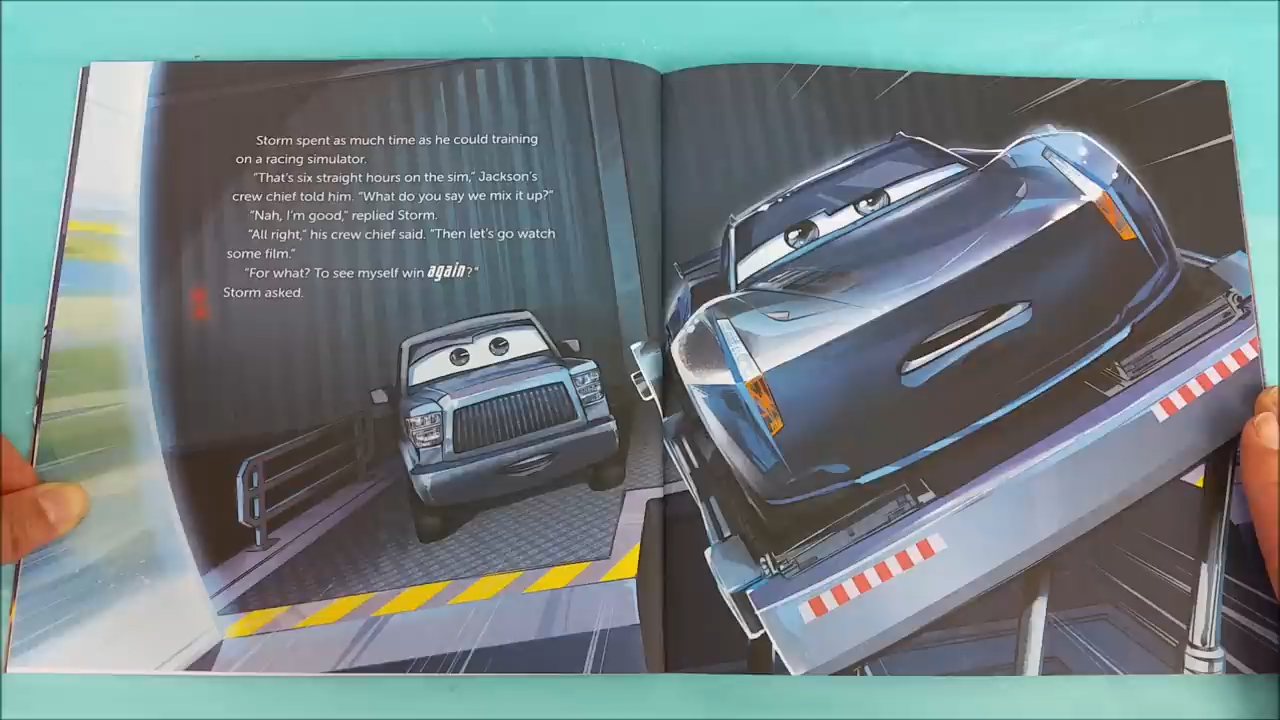 Storm spent as much time as he could training
on a racing simulator.
"That's six straight hours on the sim," Jackson's
crew chief told him. "What do you say we mix it up?"
"Nah, I'm good," replied Storm.
"All right," his crew chief said. "Then let's go watch
some film."
"For what? To see myself win again?"
Storm asked.